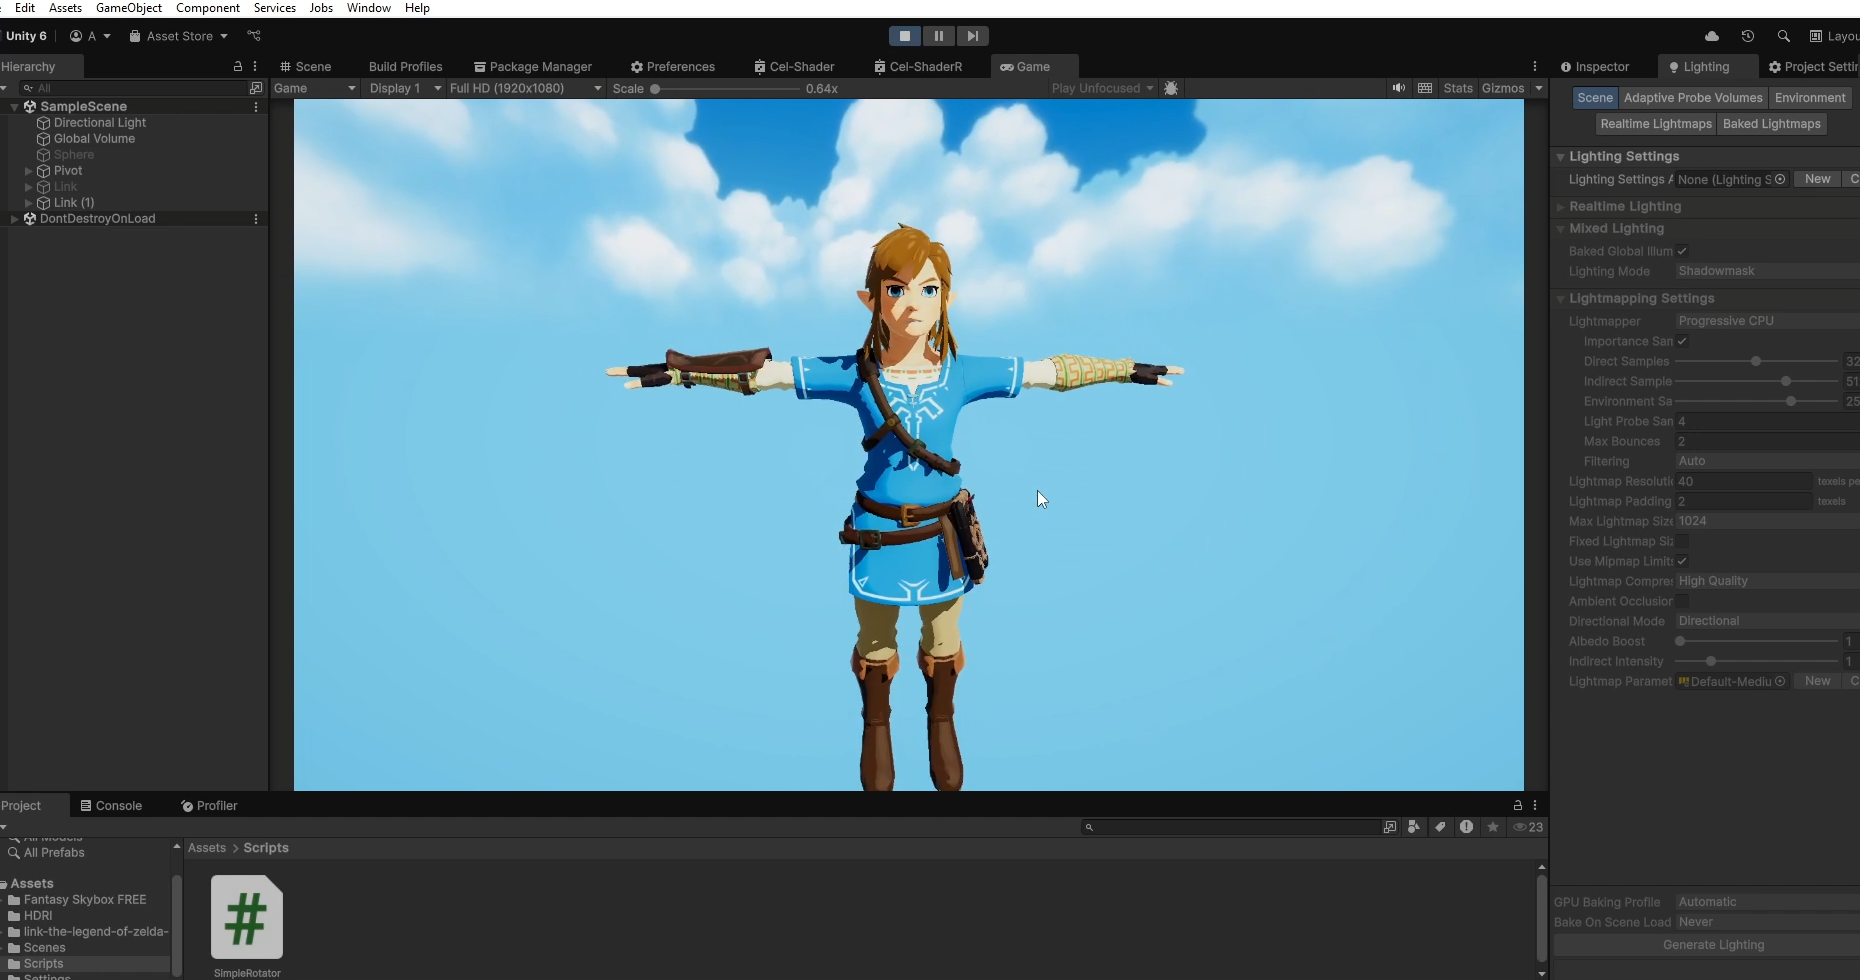 Edit Assets GameObject Component Services Jobs Window Help
Unity 6 A Asset Store
Hierarchy
Scene Build Profiles Package Manager Preferences Cel-Shader Cel-ShaderR Game
Inspector Lighting
All
Game Display 1 Full HD (1920x1080) Scale 0.64x Play Unfocused Stats Gizmos
SampleScene
Directional Light
Global Volume
Sphere
Pivot
Link
Link (1)
DontDestroyOnLoad
Scene Adaptive Probe Volumes Environment
Realtime Lightmaps Baked Lightmaps
Lighting Settings
Lighting Settings A None (Lighting S New C
Realtime Lighting
Mixed Lighting
Baked Global Illum
Lighting Mode Shadowmask
Lightmapping Settings
Lightmapper Progressive CPU
Importance San
Direct Samples 32
Indirect Sample 51
Environment Sa 25
Light Probe San 4
Max Bounces 2
Filtering Auto
Lightmap Resoluti 40 texels pe
Lightmap Padding 2 texels
Max Lightmap Size 1024
Fixed Lightmap Siz
Use Mipmap Limits
Lightmap Compres High Quality
Ambient Occlusion
Directional Mode Directional
Albedo Boost 1
Indirect Intensity 1
Lightmap Paramet Default-Mediu New C
Project Console Profiler
23
All Prefabs
Assets
Fantasy Skybox FREE
HDRI
link-the-legend-of-zelda-
Scenes
Scripts
Assets > Scripts
#
SimpleRotator
GPU Baking Profile Automatic
Bake On Scene Load Never
Generate Lighting